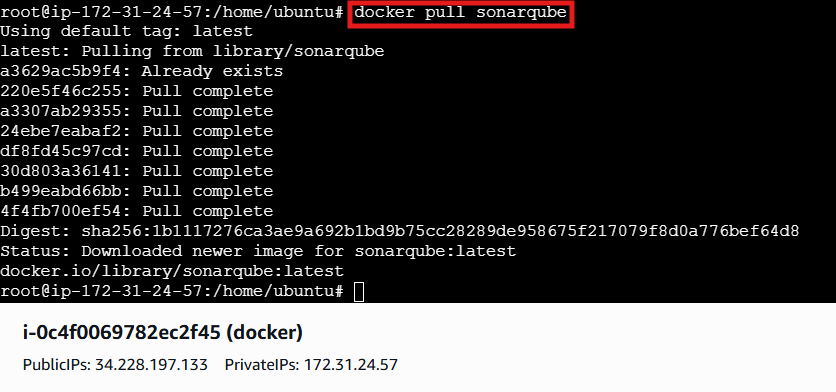 root@ip-172-31-24-57:/home/ubuntu# docker pull sonarqube
Using default tag: latest
latest: Pulling from library/sonarqube
a3629ac5b9f4: Already exists
220e5f46c255: Pull complete
a3307ab29355: Pull complete
24ebe7eabaf2: Pull complete
df8fd45c97cd: Pull complete
30d803a36141: Pull complete
b499eabd66bb: Pull complete
4f4fb700ef54: Pull complete
Digest: sha256:1b1117276ca3ae9a692b1bd9b75cc28289de958675f217079f8d0a776bef64d8
Status: Downloaded newer image for sonarqube:latest
docker.io/library/sonarqube:latest
root@ip-172-31-24-57:/home/ubuntu#
i-0c4f0069782ec2f45 (docker)
PublicIPs: 34.228.197.133 PrivateIPs: 172.31.24.57